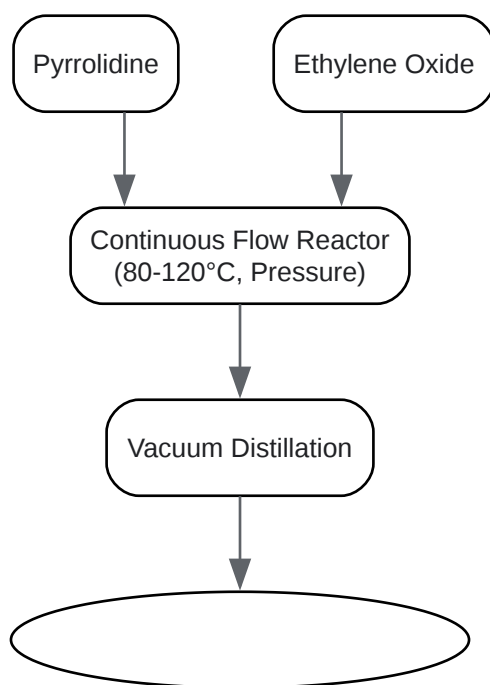 Pyrrolidine
Ethylene Oxide
Continuous Flow Reactor
(80-120°C, Pressure)
Vacuum Distillation